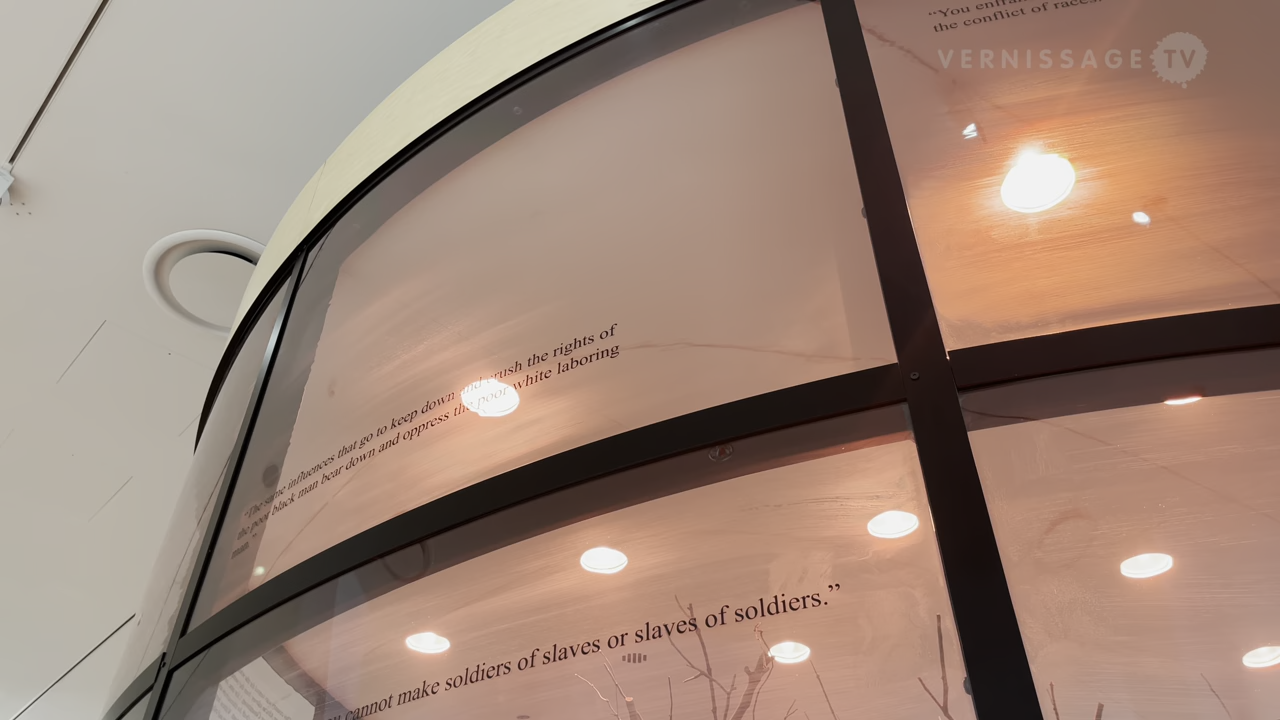 “You
the conflict of races.
VERNISSAGE TV
“The same influences that go to keep down and crush the rights of
the poor black man bear down and oppress the poor white laboring
man.”
cannot make soldiers of slaves or slaves of soldiers.”